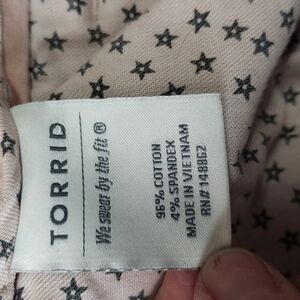 TORRID
We swear by the fit ®
96% COTTON
4% SPANDEX
MADE IN VIETNAM
RN# 148862